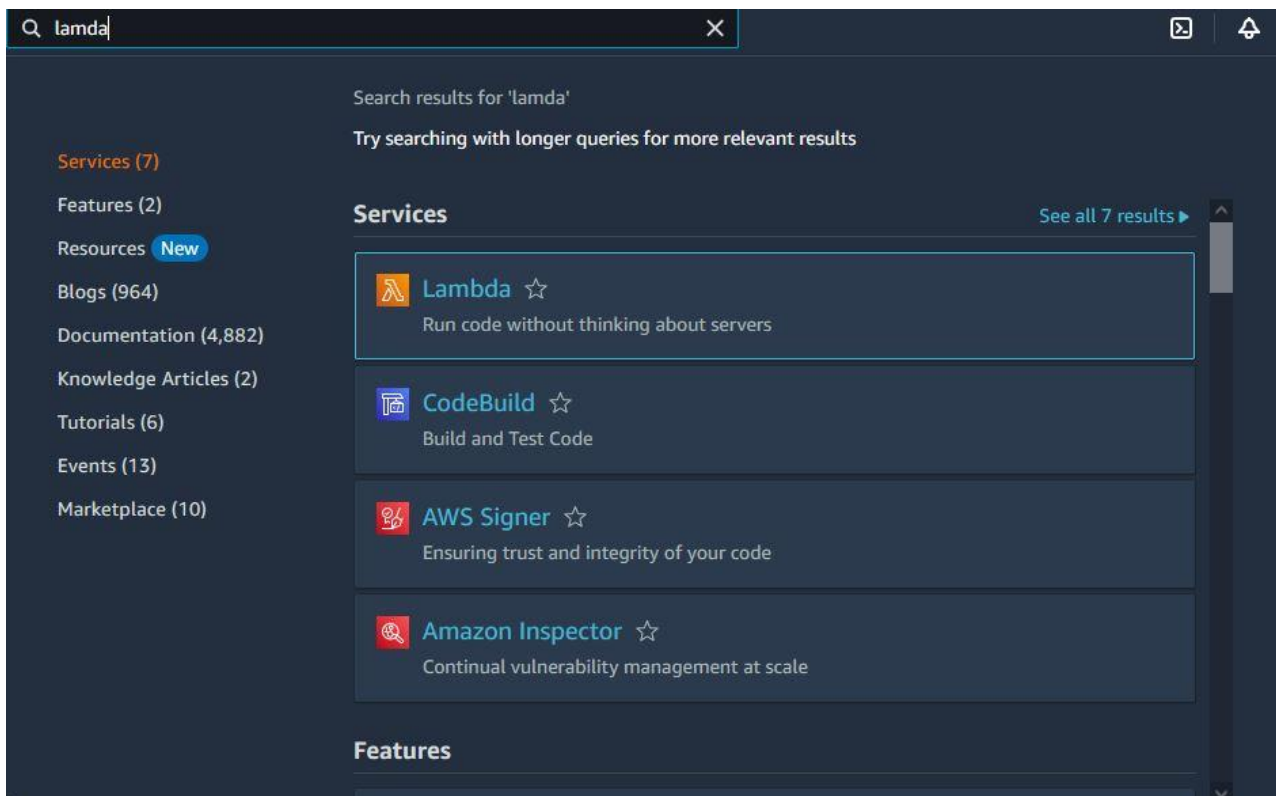 lamda
Search results for 'lamda'
Try searching with longer queries for more relevant results
Services (7)
Features (2)
Resources New
Blogs (964)
Documentation (4,882)
Knowledge Articles (2)
Tutorials (6)
Events (13)
Marketplace (10)
Services See all 7 results
Lambda
Run code without thinking about servers
CodeBuild
Build and Test Code
AWS Signer
Ensuring trust and integrity of your code
Amazon Inspector
Continual vulnerability management at scale
Features